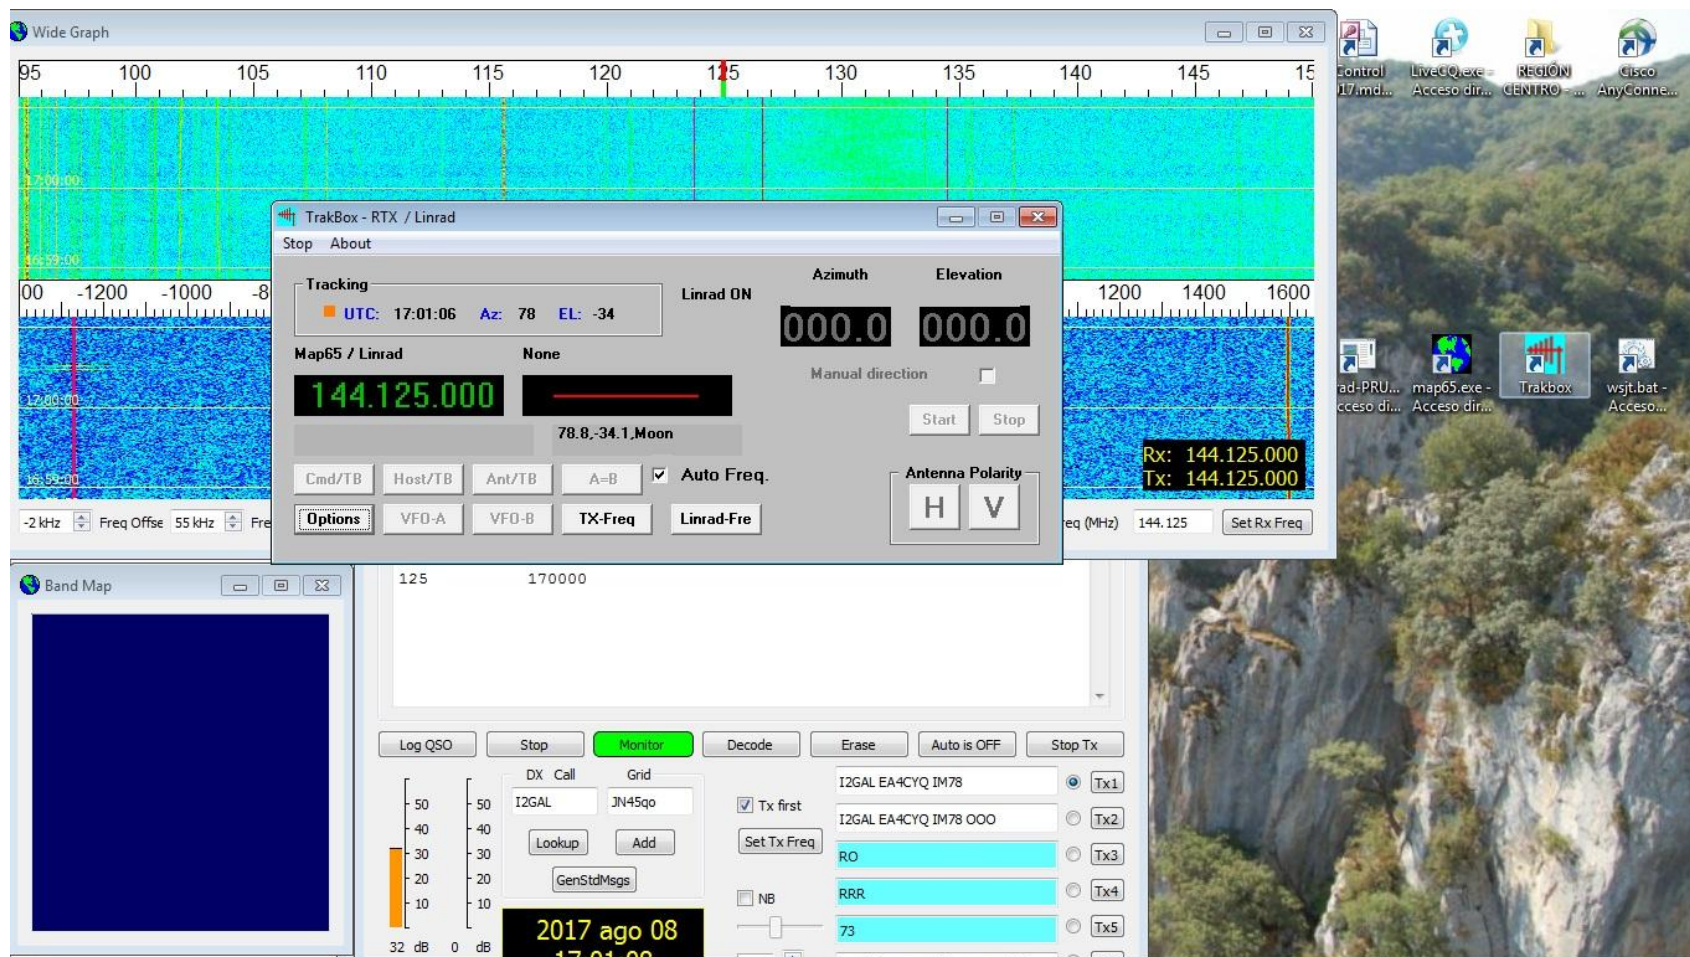 Wide Graph
95 100 105 110 115 120 125 130 135 140 145 15
17:00:00
16:59:00
TrakBox - RTX / Linrad
Stop About
Tracking
UTC: 17:01:06 Az: 78 EL: -34
Linrad ON
Azimuth Elevation
000.0 000.0
Map65 / Linrad None
144.125.000
Manual direction
78.8,-34.1,Moon
Start Stop
Cmd/TB Host/TB Ant/TB A=B Auto Freq.
Options VFO-A VFO-B TX-Freq Linrad-Fre
Antenna Polarity
H V
00 -1200 -1000 -8 1200 1400 1600
17:00:00
16:59:00
Rx: 144.125.000
Tx: 144.125.000
-2 kHz Freq Offse 55 kHz Fre
req (MHz) 144.125 Set Rx Freq
Band Map
125 170000
Log QSO Stop Monitor Decode Erase Auto is OFF Stop Tx
50 40 30 20 10
32 dB
50 40 30 20 10
0 dB
DX Call Grid
I2GAL JN45qo
Lookup Add
GenStdMsgs
2017 ago 08
Tx first
Set Tx Freq
NB
I2GAL EA4CYQ IM78 Tx1
I2GAL EA4CYQ IM78 OOO Tx2
RO Tx3
RRR Tx4
73 Tx5
Control
17.md...
LiveCQ.exe -
Acceso dir...
REGIÓN
CENTRO - ...
Cisco
AnyConne...
rad-PRU...
cceso di...
map65.exe -
Acceso dir...
Trakbox
wsjt.bat -
Acceso...